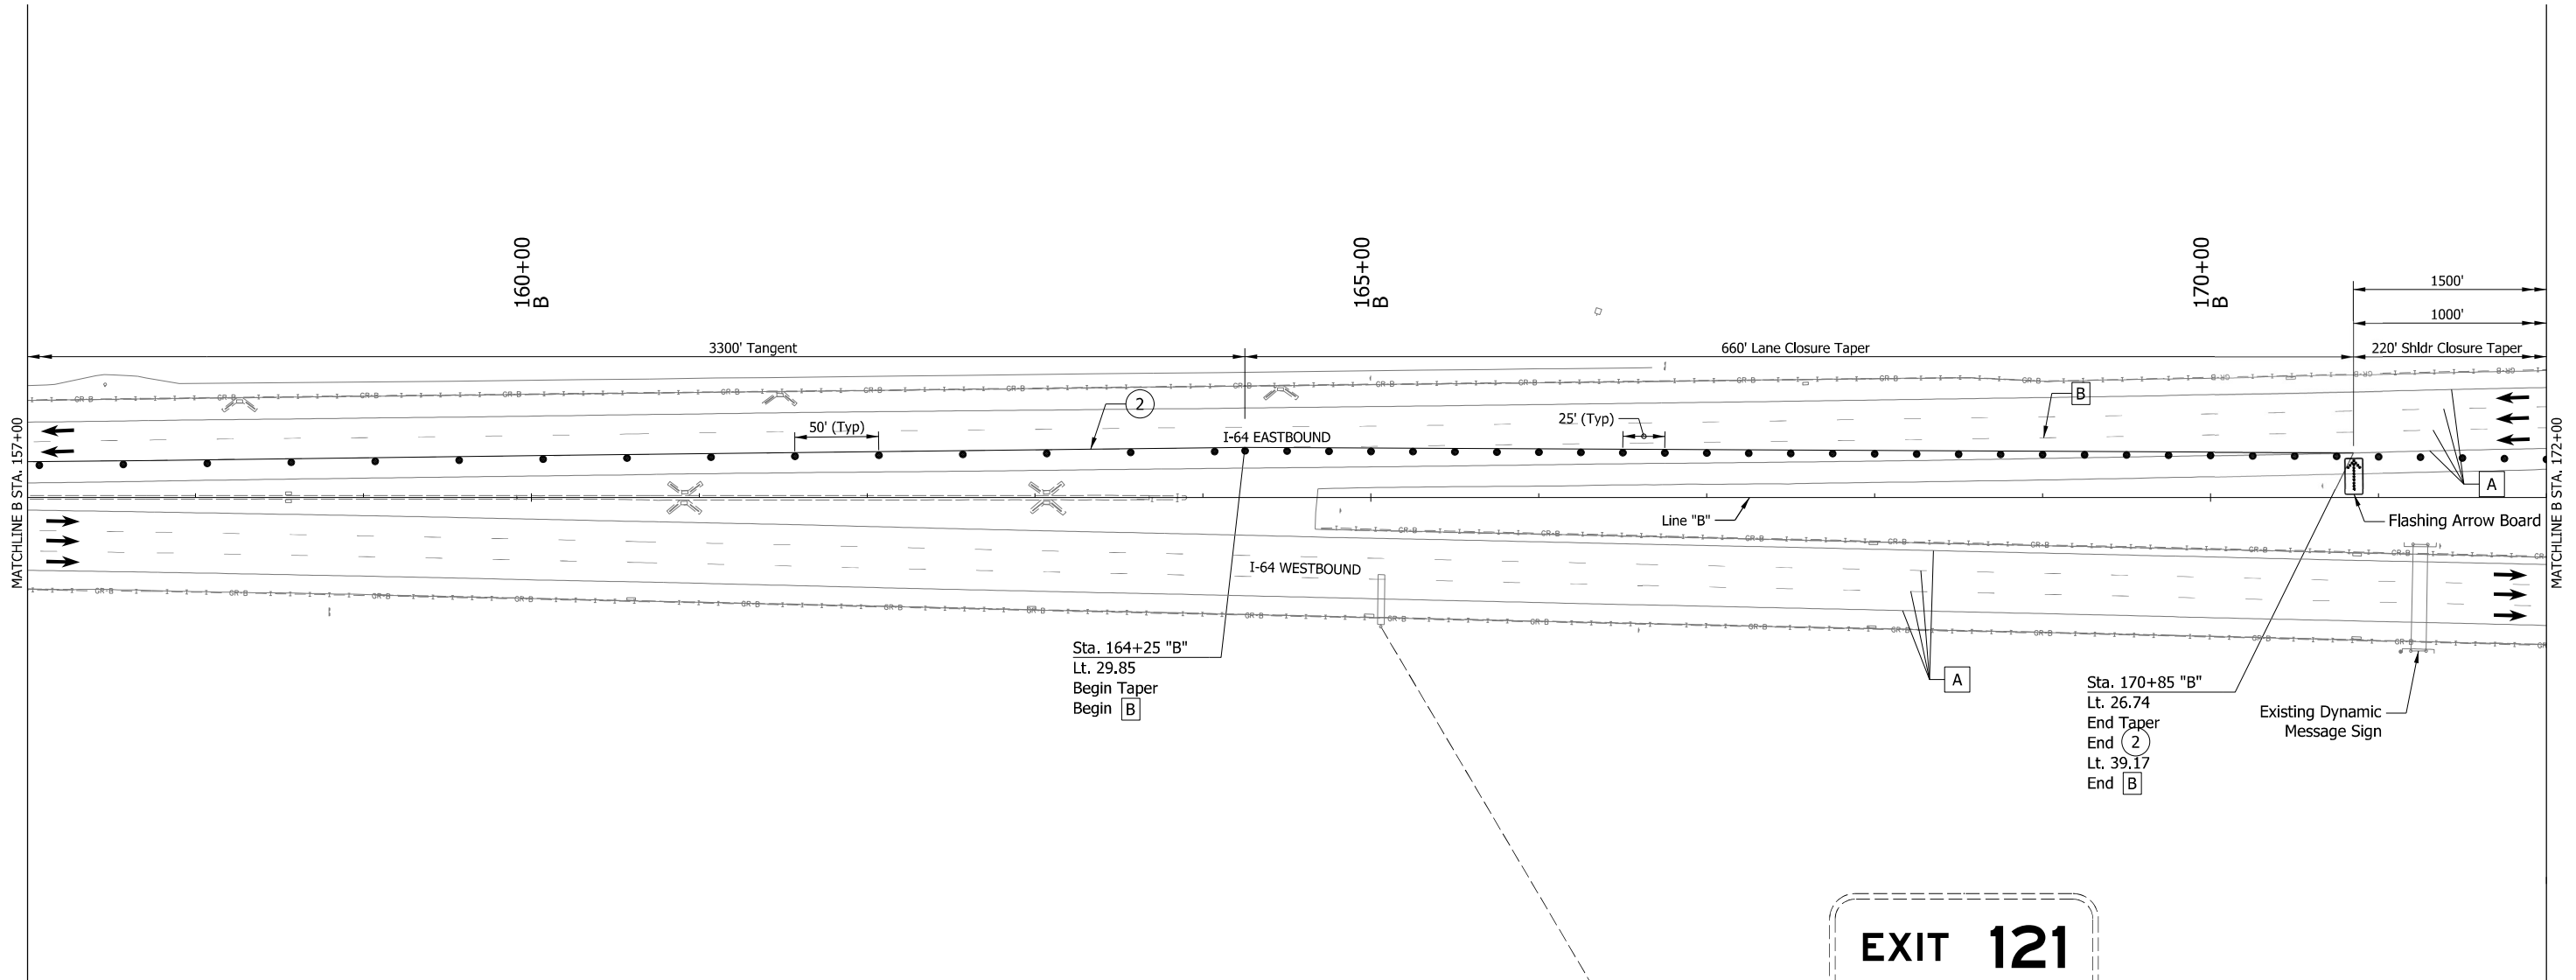 160+00
B
165+00
B
170+00
B
1500'
1000'
3300' Tangent
660' Lane Closure Taper
220' Shldr Closure Taper
2
B
50' (Typ)
25' (Typ)
I-64 EASTBOUND
A
Line "B"
Flashing Arrow Board
I-64 WESTBOUND
MATCHLINE B STA. 157+00
MATCHLINE B STA. 172+00
Sta. 164+25 "B"
Lt. 29.85
Begin Taper
Begin B
A
Sta. 170+85 "B"
Lt. 26.74
End Taper
End 2
Lt. 39.17
End B
Existing Dynamic
Message Sign
EXIT 121